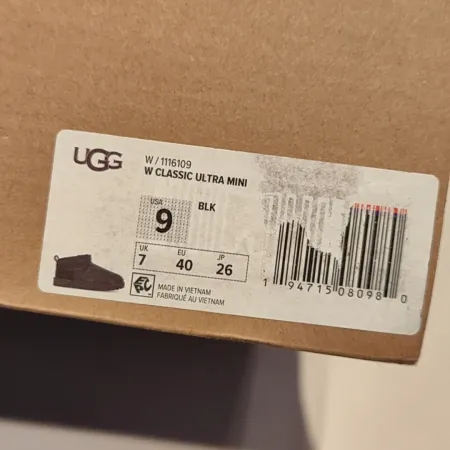 UGG
W / 1116109
W CLASSIC ULTRA MINI
USA
9
BLK
UK EU JP
7 40 26
MADE IN VIETNAM
FABRIQUÉ AU VIETNAM
1 94715 08098 0